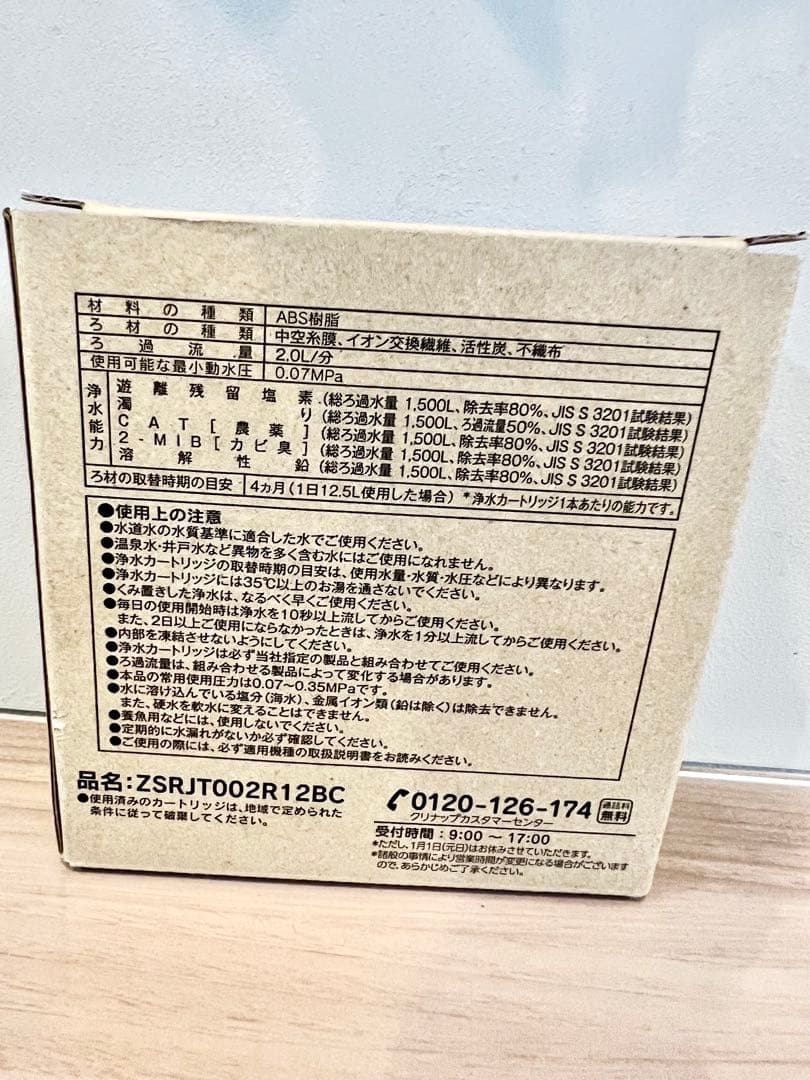 材料の種類 ABS樹脂
ろ材の種類 中空糸膜、イオン交換繊維、活性炭、不織布
ろ過流量 2.0L/分
使用可能な最小動水圧 0.07MPa
浄水能力
遊離残留塩素 (総ろ過水量 1,500L、除去率80%、JIS S 3201試験結果)
濁り (総ろ過水量 1,500L、ろ過流量50%、JIS S 3201試験結果)
CAT[農薬] (総ろ過水量 1,500L、除去率80%、JIS S 3201試験結果)
2-MIB[カビ臭] (総ろ過水量 1,500L、除去率80%、JIS S 3201試験結果)
溶解性鉛 (総ろ過水量 1,500L、除去率80%、JIS S 3201試験結果)
ろ材の取替時期の目安 4ヵ月(1日12.5L使用した場合) *浄水カートリッジ1本あたりの能力です。
●使用上の注意
●水道水の水質基準に適合した水でご使用ください。
●温泉水・井戸水など異物を多く含む水にはご使用になれません。
●浄水カートリッジの取替時期の目安は、使用水量・水質・水圧などにより異なります。
●浄水カートリッジには35℃以上のお湯を通さないでください。
●くみ置きした浄水は、なるべく早くご使用ください。
●毎日の使用開始時は浄水を10秒以上流してからご使用ください。
また、2日以上ご使用にならなかったときは、浄水を1分以上流してからご使用ください。
●内部を凍結させないようにしてください。
●浄水カートリッジは必ず当社指定の製品と組み合わせてご使用ください。
●ろ過流量は、組み合わせる製品によって変化する場合があります。
●本品の常用使用圧力は0.07～0.35MPaです。
●水に溶け込んでいる塩分(海水)、金属イオン類(鉛は除く)は除去できません。
また、硬水を軟水に変えることはできません。
●養魚用などには、使用しないでください。
●定期的に水漏れがないか必ず確認してください。
●ご使用の際には、必ず適用機種の取扱説明書をお読みください。
品名:ZSRJT002R12BC
●使用済みのカートリッジは、地域で定められた
条件に従って破棄してください。
0120-126-174 通話料無料
クリナップカスタマーセンター
受付時間:9:00～17:00
*ただし、1月1日(元日)はお休みさせていただきます。
*諸般の事情により営業時間が変更になる場合がございます
ので、あらかじめご了承ください。